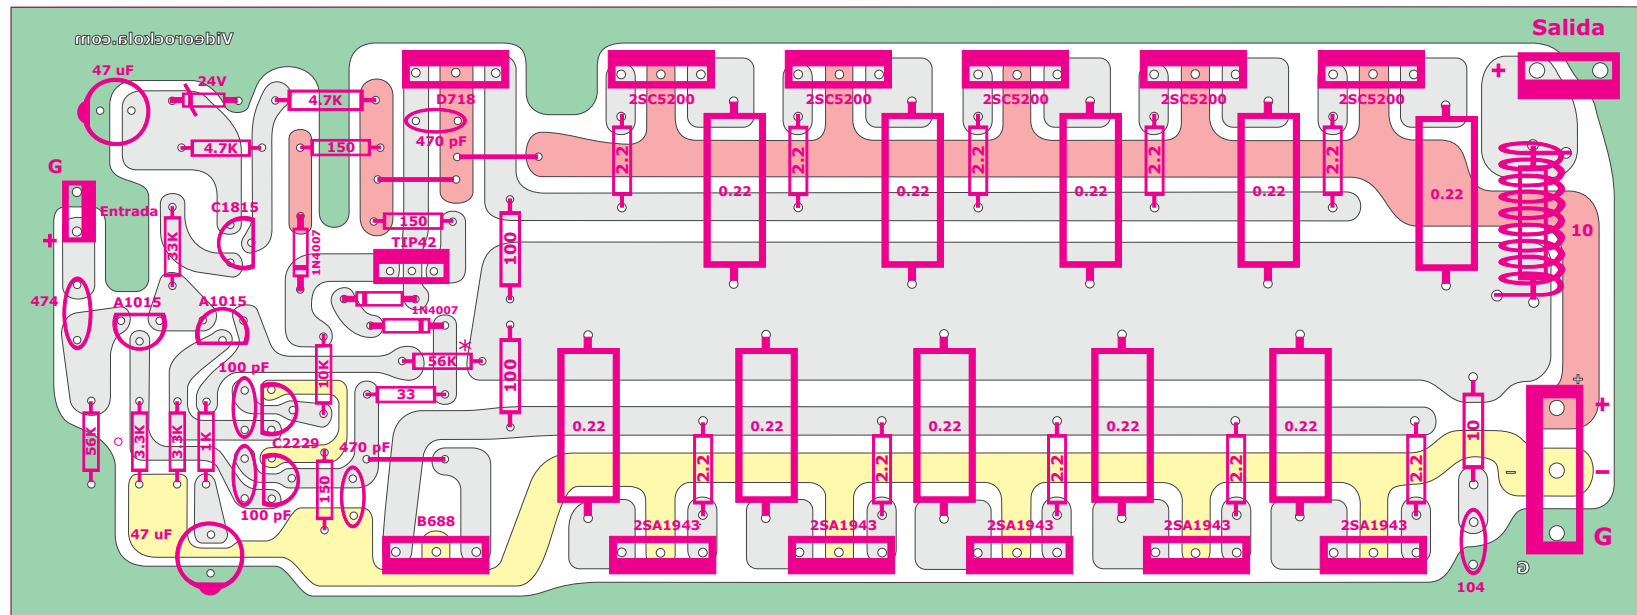 Videorockola.com
Salida
47 uF
24V
+
4.7K
D718
2SC5200
2SC5200
2SC5200
2SC5200
2SC5200
4.7K
150
470 pF
2.2
2.2
2.2
2.2
2.2
G
0.22
0.22
0.22
0.22
0.22
Entrada
C1815
150
+
33K
1N4007
TIP42
100
10
474
A1015
A1015
1N4007
*
56K
100
100 pF
10K
33
+
+
56K
3.3K
33K
1K
C2229
470 pF
0.22
0.22
0.22
0.22
0.22
10
2.2
2.2
2.2
2.2
2.2
-
-
150
100 pF
47 uF
B688
2SA1943
2SA1943
2SA1943
2SA1943
2SA1943
G
G
104